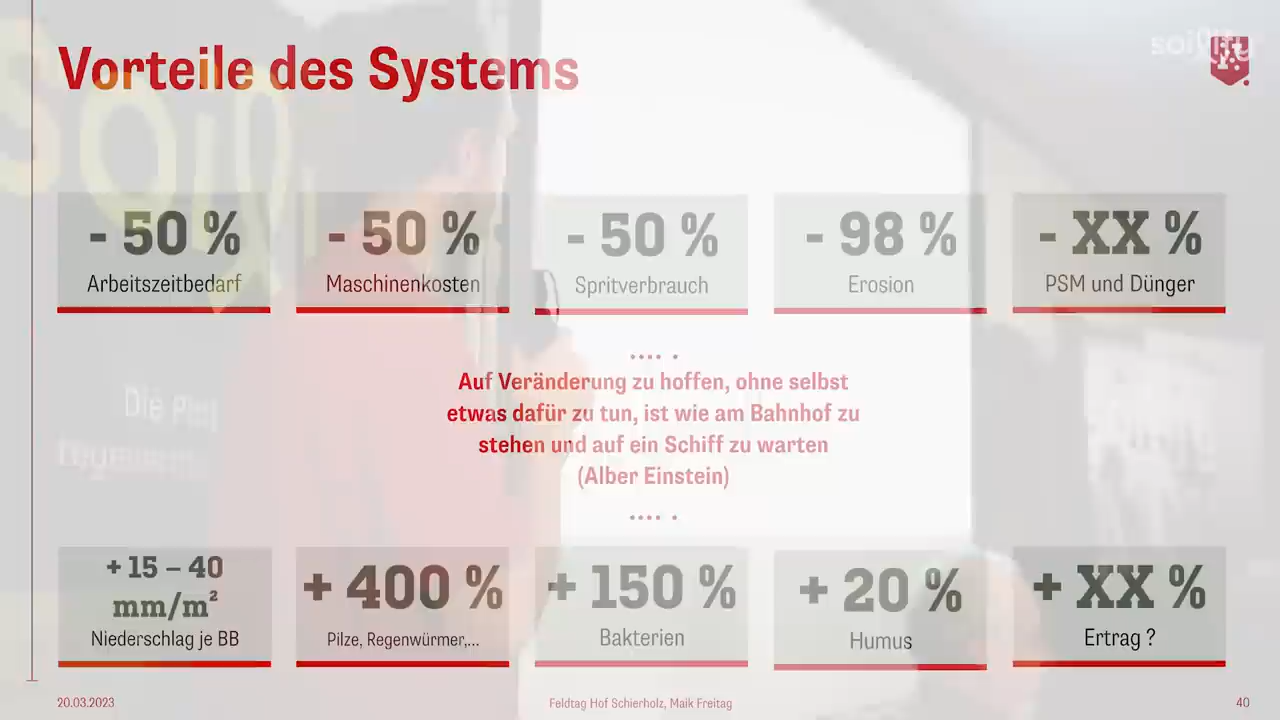 Vorteile des Systems
soilify
- 50 %
Arbeitszeitbedarf
- 50 %
Maschinenkosten
- 50 %
Spritverbrauch
- 98 %
Erosion
- XX %
PSM und Dünger
Auf Veränderung zu hoffen, ohne selbst
etwas dafür zu tun, ist wie am Bahnhof zu
stehen und auf ein Schiff zu warten
(Alber Einstein)
+ 15 – 40
mm/m²
Niederschlag je BB
+ 400 %
Pilze, Regenwürmer,...
+ 150 %
Bakterien
+ 20 %
Humus
+ XX %
Ertrag ?
Die
20.03.2023
Feldtag Hof Schierholz, Maik Freitag
40